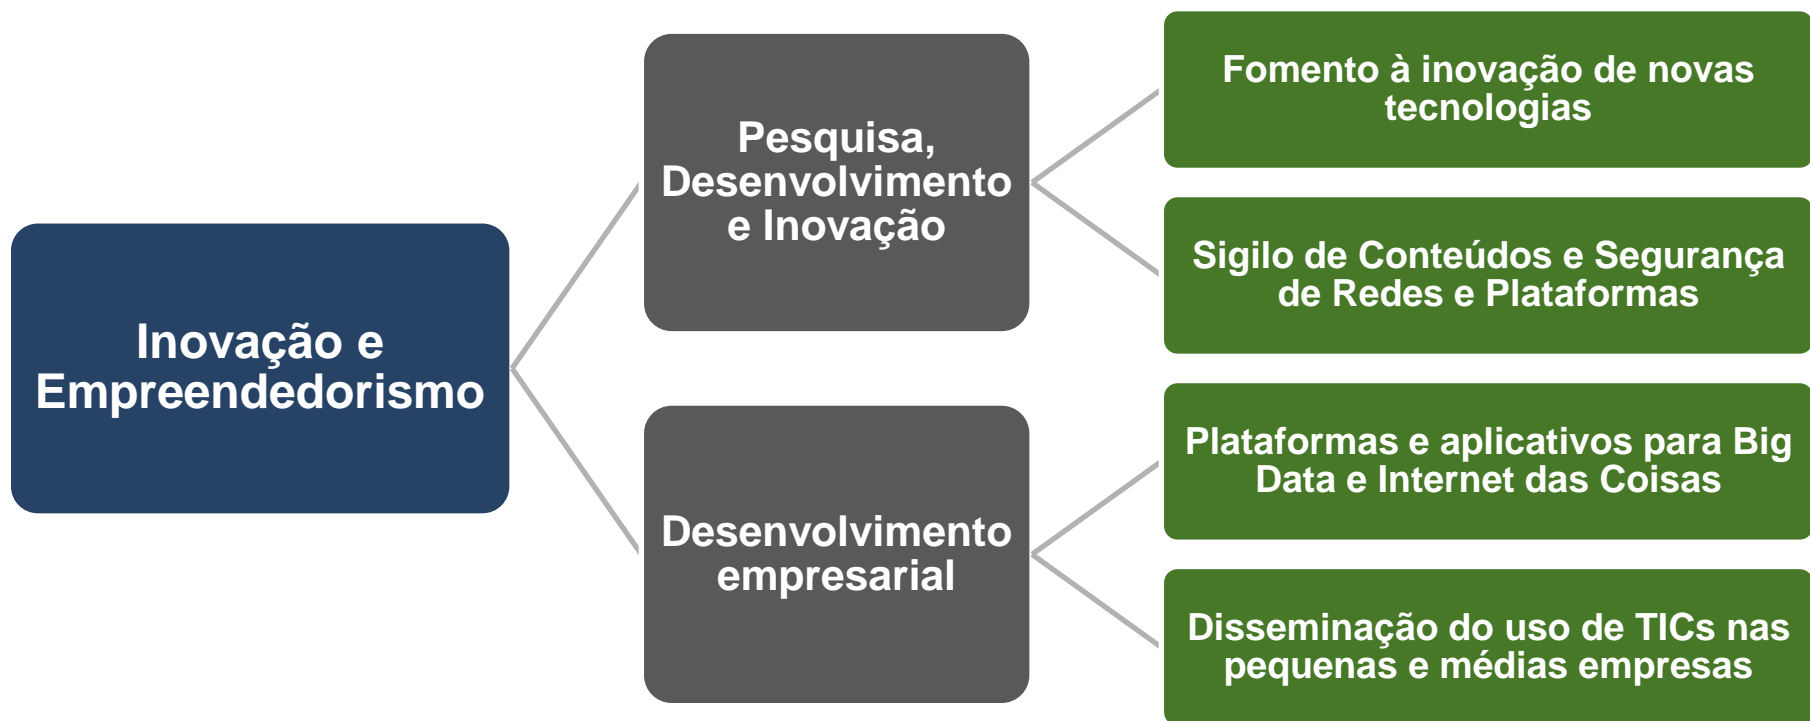 Inovação e
Empreendedorismo
Pesquisa,
Desenvolvimento
e Inovação
Fomento à inovação de novas
tecnologias
Sigilo de Conteúdos e Segurança
de Redes e Plataformas
Desenvolvimento
empresarial
Plataformas e aplicativos para Big
Data e Internet das Coisas
Disseminação do uso de TICs nas
pequenas e médias empresas